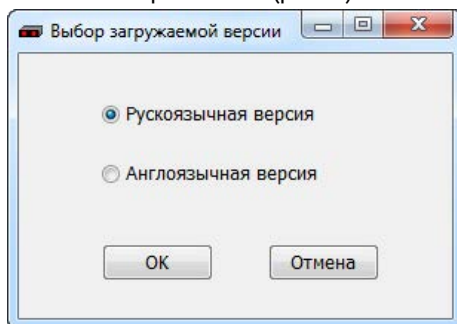 Выбор загружаемой версии
Рускоязычная версия
Англоязычная версия
OK Отмена